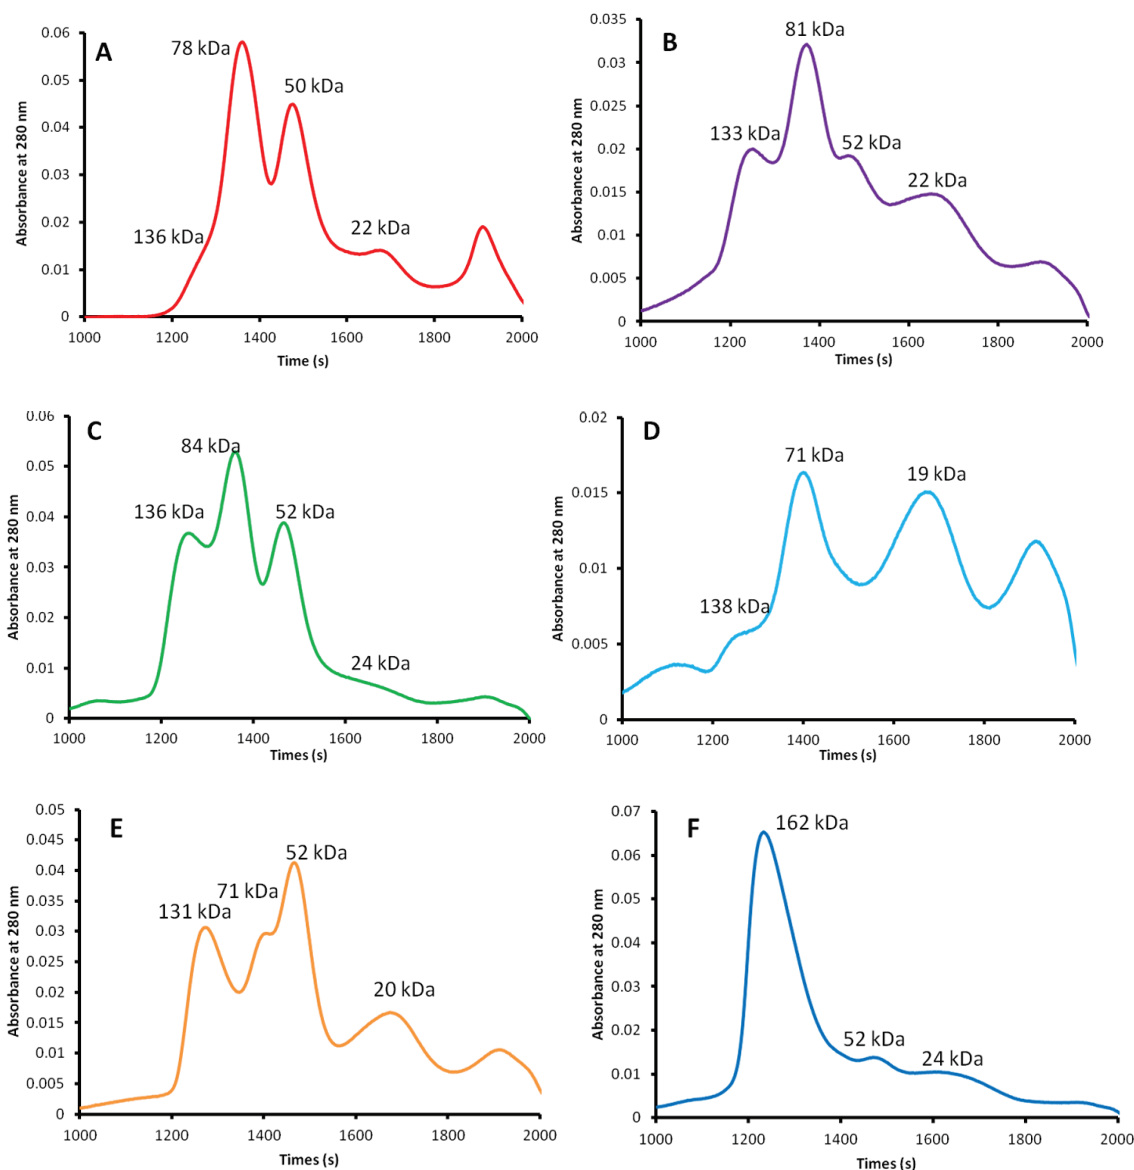 A
78 kDa
50 kDa
136 kDa
22 kDa
0.06
0.05
0.04
0.03
0.02
0.01
0
Absorbance at 280 nm
1000 1200 1400 1600 1800 2000
Time (s)
B
81 kDa
133 kDa
52 kDa
22 kDa
0.035
0.03
0.025
0.02
0.015
0.01
0.005
0
Absorbance at 280 nm
1000 1200 1400 1600 1800 2000
Times (s)
C
84 kDa
136 kDa
52 kDa
24 kDa
0.06
0.05
0.04
0.03
0.02
0.01
0
Absorbance at 280 nm
1000 1200 1400 1600 1800 2000
Times (s)
D
71 kDa
19 kDa
138 kDa
0.02
0.015
0.01
0.005
0
Absorbance at 280 nm
1000 1200 1400 1600 1800 2000
Times (s)
E
52 kDa
71 kDa
131 kDa
20 kDa
0.05
0.045
0.04
0.035
0.03
0.025
0.02
0.015
0.01
0.005
0
Absorbance at 280 nm
1000 1200 1400 1600 1800 2000
Times (s)
F
162 kDa
52 kDa
24 kDa
0.07
0.06
0.05
0.04
0.03
0.02
0.01
0
Absorbance at 280 nm
1000 1200 1400 1600 1800 2000
Times (s)